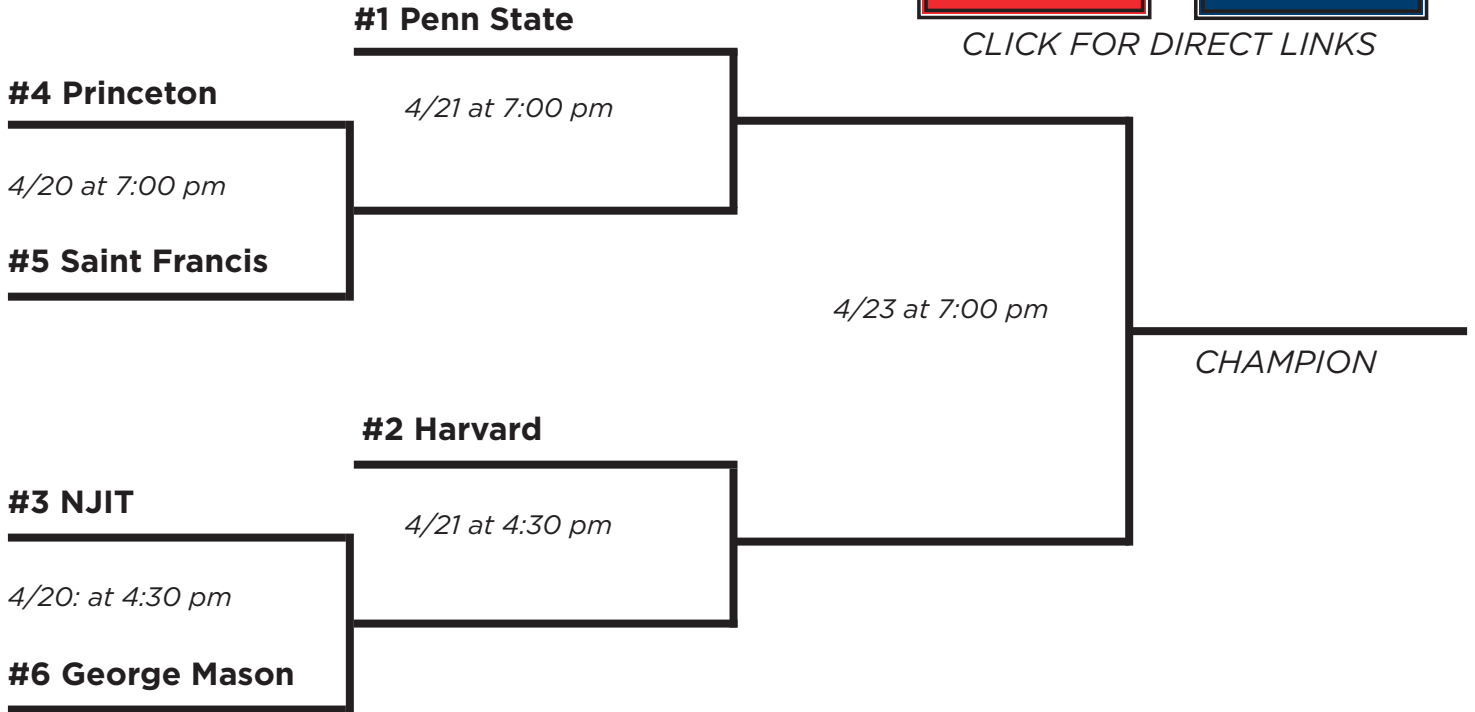 #1 Penn State
CLICK FOR DIRECT LINKS
#4 Princeton
4/21 at 7:00 pm
4/20 at 7:00 pm
#5 Saint Francis
4/23 at 7:00 pm
CHAMPION
#2 Harvard
#3 NJIT
4/21 at 4:30 pm
4/20: at 4:30 pm
#6 George Mason